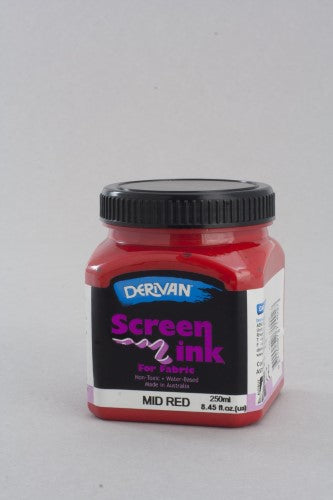 DERIVAN
Screen
ink
For Fabric
Non-Toxic • Water-Based
Made in Australia
MID RED
250ml
8.45 fl.oz.(us)